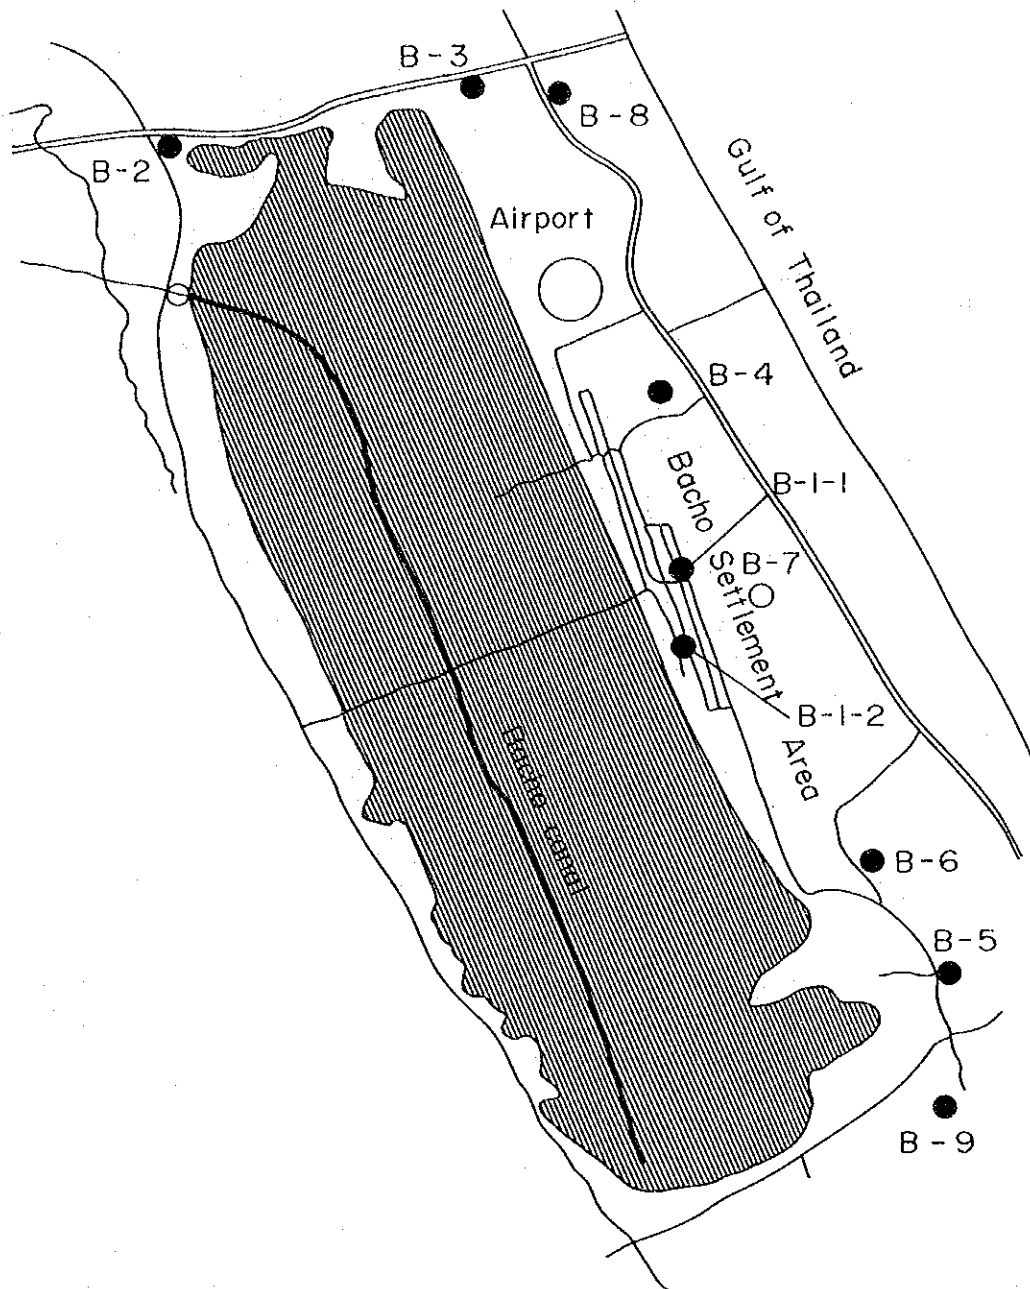 B-3
B-8
B-2
Gulf of Thailand
Airport
B-4
B-1-1
Bacho Settlement Area
B-7
B-1-2
Bacho canal
B-6
B-5
B-9